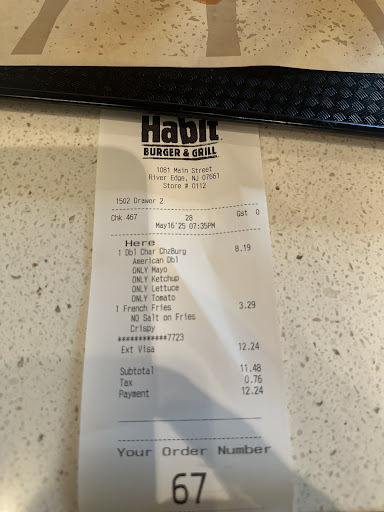 Habit
BURGER & GRILL
1081 Main Street
River Edge, NJ 07661
Store # 0112
1502 Drawer 2
Chk 467 28 Gst 0
May16'25 07:35PM
Here
1 Dbl Char ChzBurg 8.19
American Dbl
ONLY Mayo
ONLY Ketchup
ONLY Lettuce
ONLY Tomato
1 French Fries 3.29
NO Salt on Fries
Crispy
************7723
Ext Visa 12.24
Subtotal 11.48
Tax 0.76
Payment 12.24
Your Order Number
67